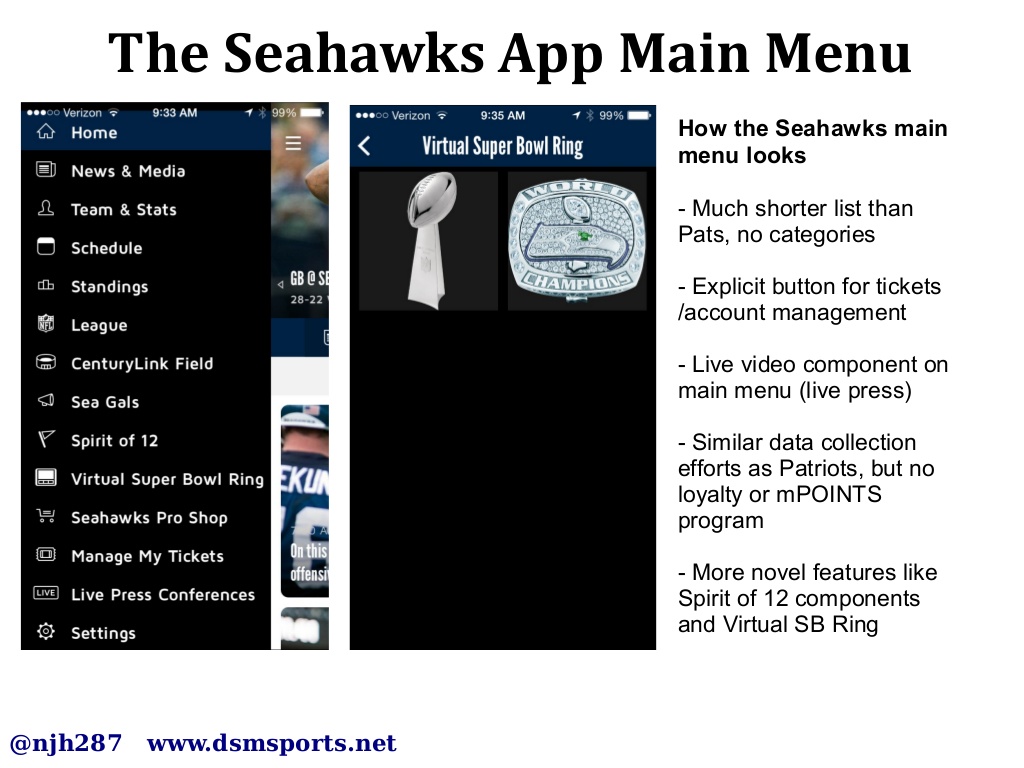 The Seahawks App Main Menu
Verizon 9:33 AM 99%
Home
News & Media
Team & Stats
Schedule
Standings
League
CenturyLink Field
Sea Gals
Spirit of 12
Virtual Super Bowl Ring
Seahawks Pro Shop
Manage My Tickets
LIVE Live Press Conferences
Settings
GB @ SE
28-22
EKUN
On this
offensi
Verizon 9:35 AM 99%
Virtual Super Bowl Ring
WORLD
CHAMPIONS
How the Seahawks main
menu looks
- Much shorter list than
Pats, no categories
- Explicit button for tickets
/account management
- Live video component on
main menu (live press)
- Similar data collection
efforts as Patriots, but no
loyalty or mPOINTS
program
- More novel features like
Spirit of 12 components
and Virtual SB Ring
@njh287 www.dsmsports.net